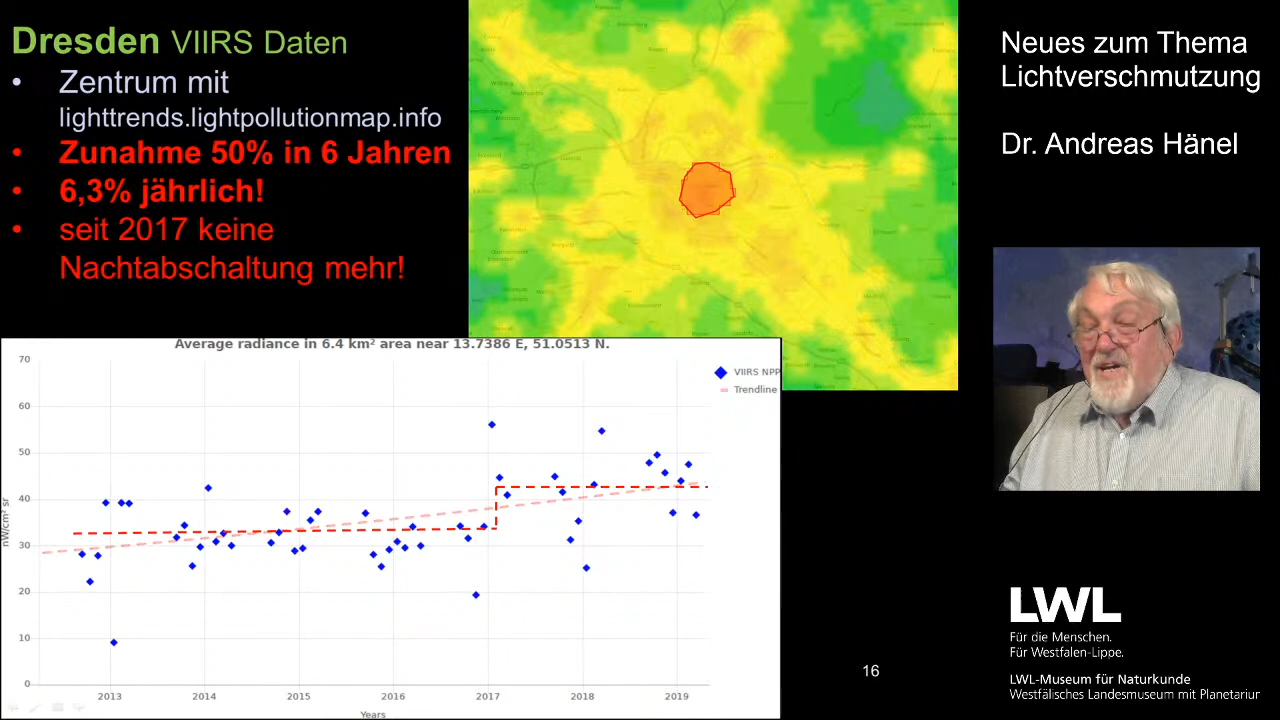 Dresden VIIRS Daten
• Zentrum mit
lighttrends.lightpollutionmap.info
• Zunahme 50% in 6 Jahren
• 6,3% jährlich!
• seit 2017 keine
Nachtabschaltung mehr!
Neues zum Thema
Lichtverschmutzung
Dr. Andreas Hänel
Average radiance in 6.4 km² area near 13.7386 E, 51.0513 N.
VIIRS NPP
Trendline
nW/cm² sr
70
60
50
40
30
20
10
0
2013 2014 2015 2016 2017 2018 2019
Years
16
LWL
Für die Menschen.
Für Westfalen-Lippe.
LWL-Museum für Naturkunde
Westfälisches Landesmuseum mit Planetariur